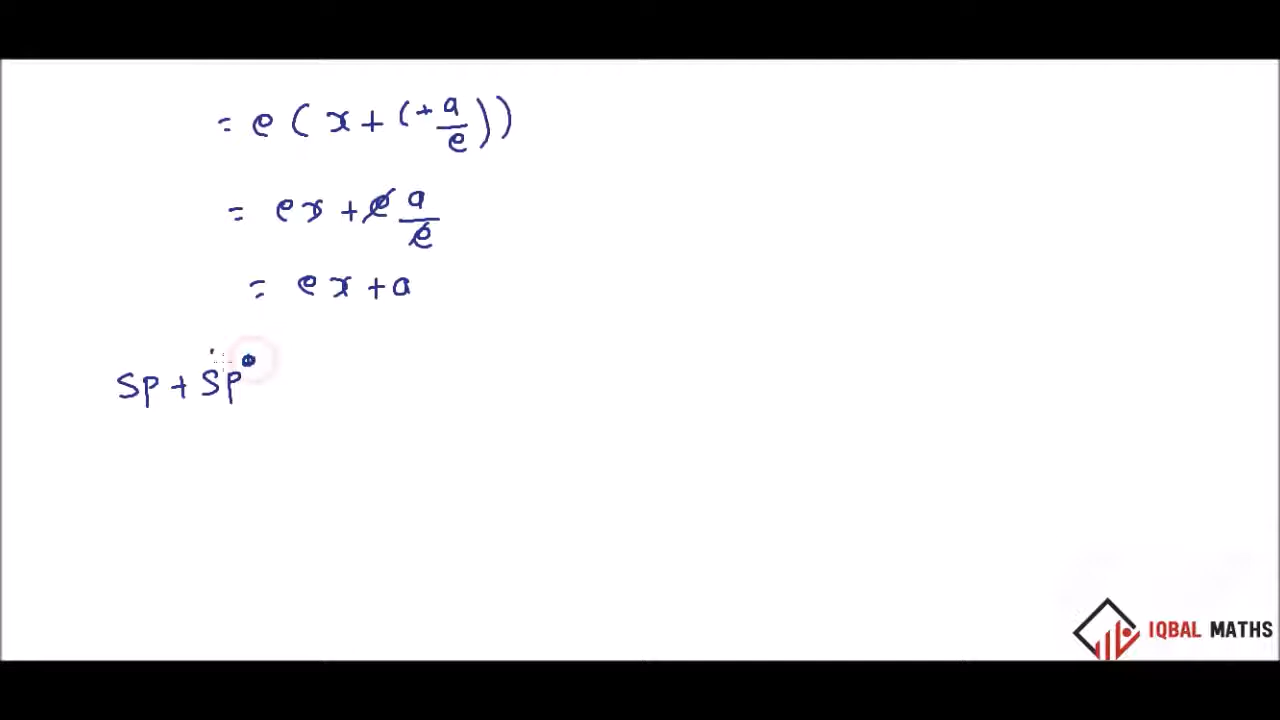 = e ( x + (+ a/e ) )
= ex + e a/e
= ex + a
SP + SP
IQBAL MATHS